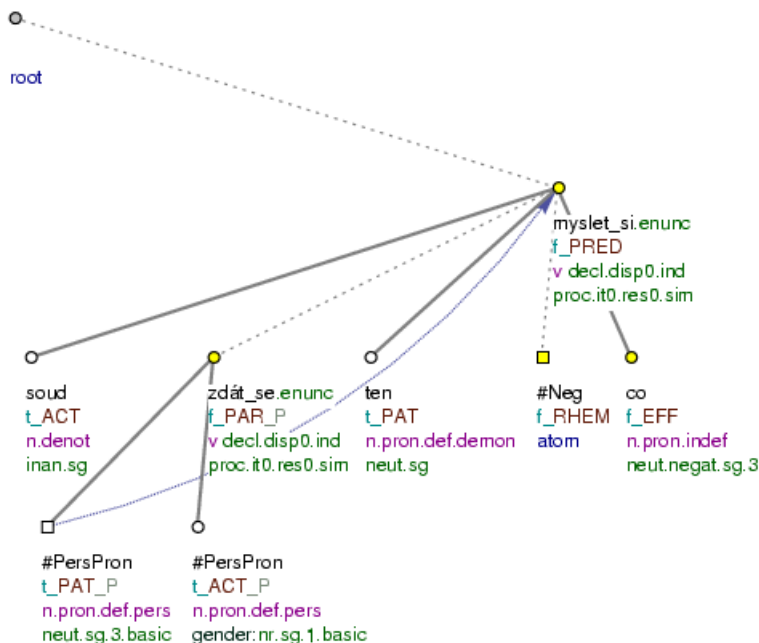 root
myslet_si.enunc
f_PRED
v decl.disp0.ind
proc.it0.res0.sim
soud
t_ACT
n.denot
inan.sg
zdát_se.enunc
f_PAR_P
v decl.disp0.ind
proc.it0.res0.sim
ten
t_PAT
n.pron.def.demon
neut.sg
#Neg
f_RHEM
atom
co
f_EFF
n.pron.indef
neut.negat.sg.3
#PersPron
t_PAT_P
n.pron.def.pers
neut.sg.3.basic
#PersPron
t_ACT_P
n.pron.def.pers
gender:nr.sg.1.basic